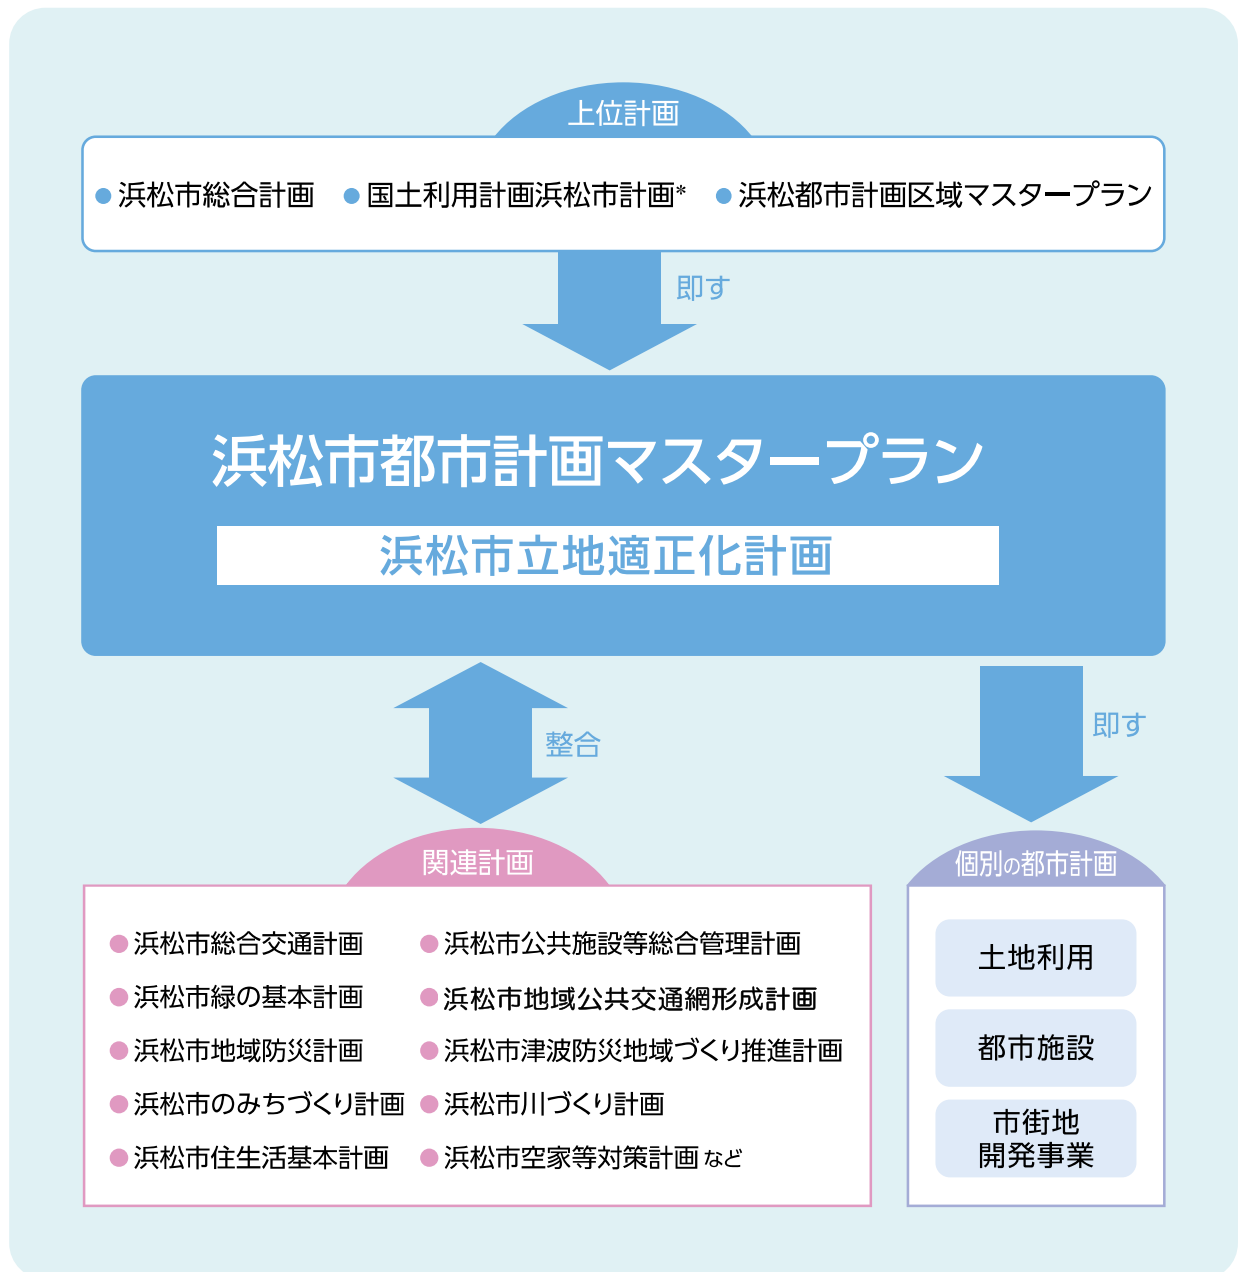 上位計画
●浜松市総合計画 ●国土利用計画浜松市計画* ●浜松都市計画区域マスタープラン
即す
浜松市都市計画マスタープラン
浜松市立地適正化計画
整合
即す
関連計画
●浜松市総合交通計画
●浜松市緑の基本計画
●浜松市地域防災計画
●浜松市のみちづくり計画
●浜松市住生活基本計画
●浜松市公共施設等総合管理計画
●浜松市地域公共交通網形成計画
●浜松市津波防災地域づくり推進計画
●浜松市川づくり計画
●浜松市空家等対策計画 など
個別の都市計画
土地利用
都市施設
市街地
開発事業